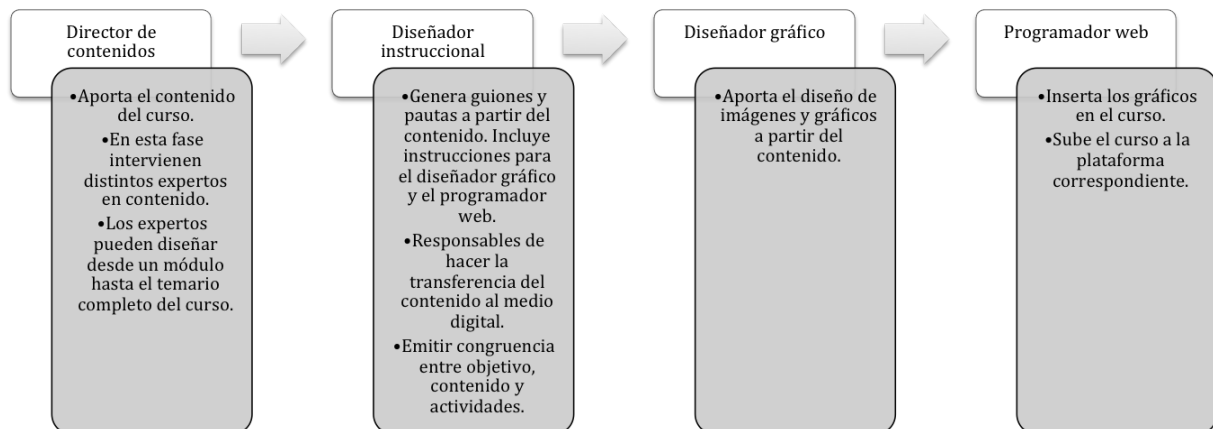 Director de
contenidos
•Aporta el contenido
del curso.
•En esta fase
intervienen
distintos expertos
en contenido.
•Los expertos
pueden diseñar
desde un módulo
hasta el temario
completo del curso.
Diseñador
instruccional
•Genera guiones y
pautas a partir del
contenido. Incluye
instrucciones para
el diseñador gráfico
y el programador
web.
•Responsables de
hacer la
transferencia del
contenido al medio
digital.
•Emitir congruencia
entre objetivo,
contenido y
actividades.
Diseñador gráfico
•Aporta el diseño de
imágenes y gráficos
a partir del
contenido.
Programador web
•Inserta los gráficos
en el curso.
•Sube el curso a la
plataforma
correspondiente.